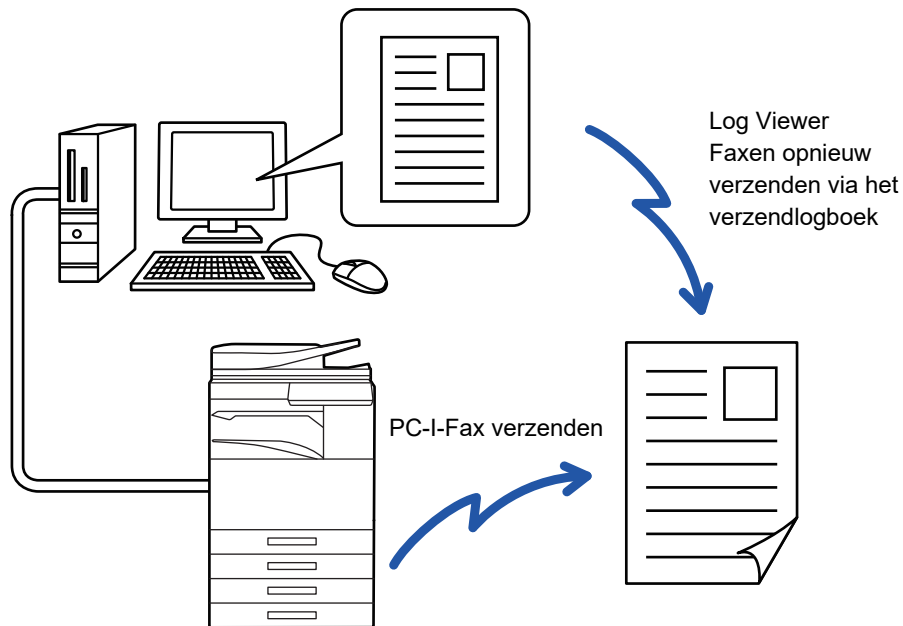 Log Viewer
Faxen opnieuw
verzenden via het
verzendlogboek
PC-I-Fax verzenden